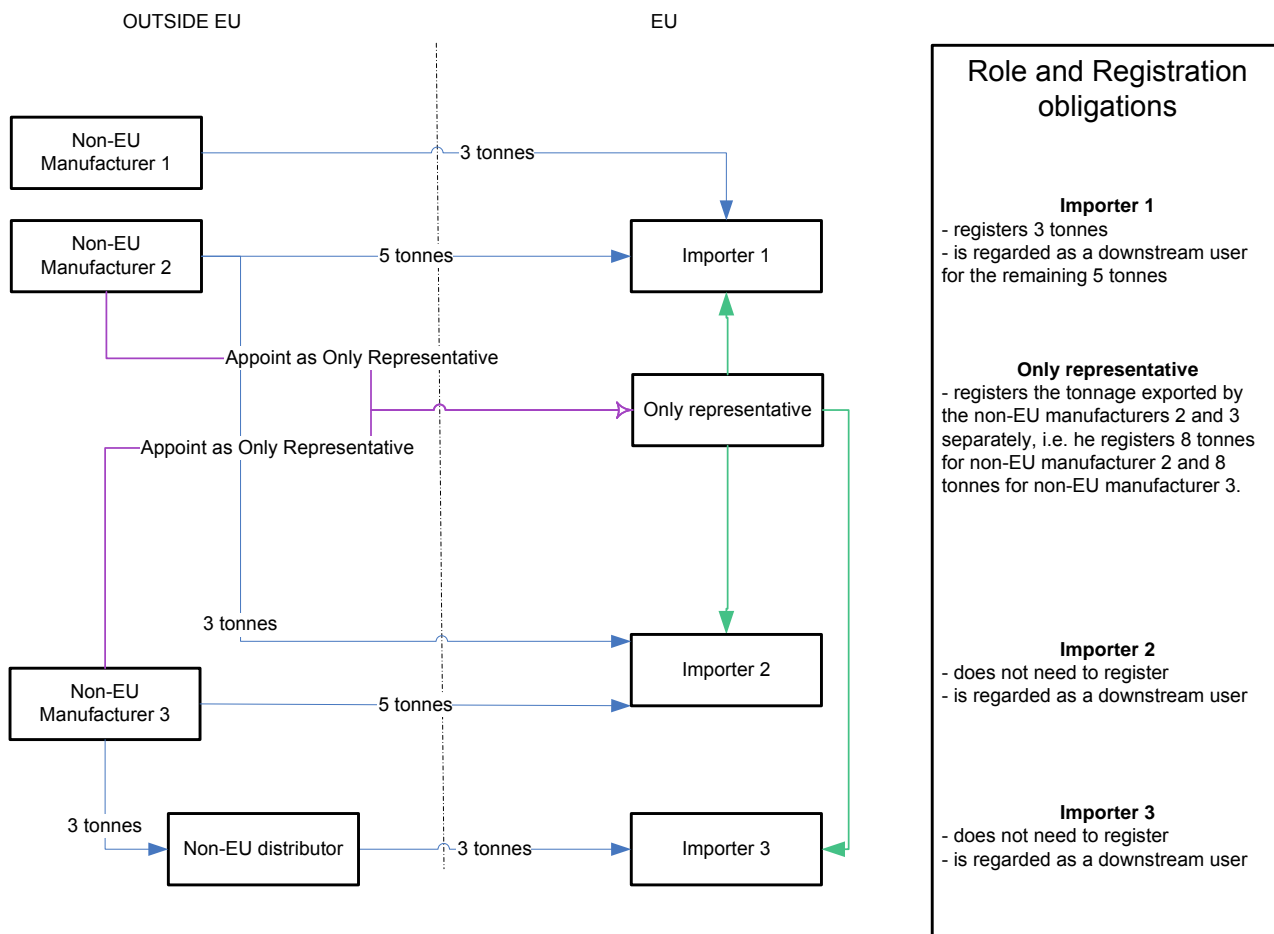 OUTSIDE EU
EU
Non-EU
Manufacturer 1
3 tonnes
Non-EU
Manufacturer 2
5 tonnes
Importer 1
Appoint as Only Representative
Only representative
Appoint as Only Representative
3 tonnes
Importer 2
Non-EU
Manufacturer 3
5 tonnes
3 tonnes
Non-EU distributor
3 tonnes
Importer 3
Role and Registration
obligations
Importer 1
- registers 3 tonnes
- is regarded as a downstream user
for the remaining 5 tonnes
Only representative
- registers the tonnage exported by
the non-EU manufacturers 2 and 3
separately, i.e. he registers 8 tonnes
for non-EU manufacturer 2 and 8
tonnes for non-EU manufacturer 3.
Importer 2
- does not need to register
- is regarded as a downstream user
Importer 3
- does not need to register
- is regarded as a downstream user